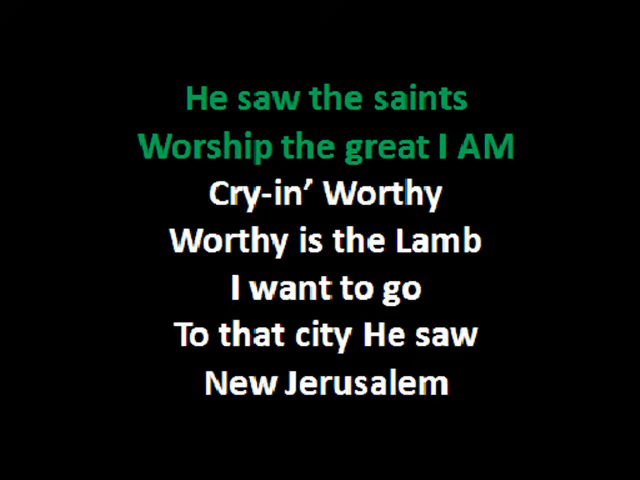 He saw the saints
Worship the great I AM
Cry-in’ Worthy
Worthy is the Lamb
I want to go
To that city He saw
New Jerusalem